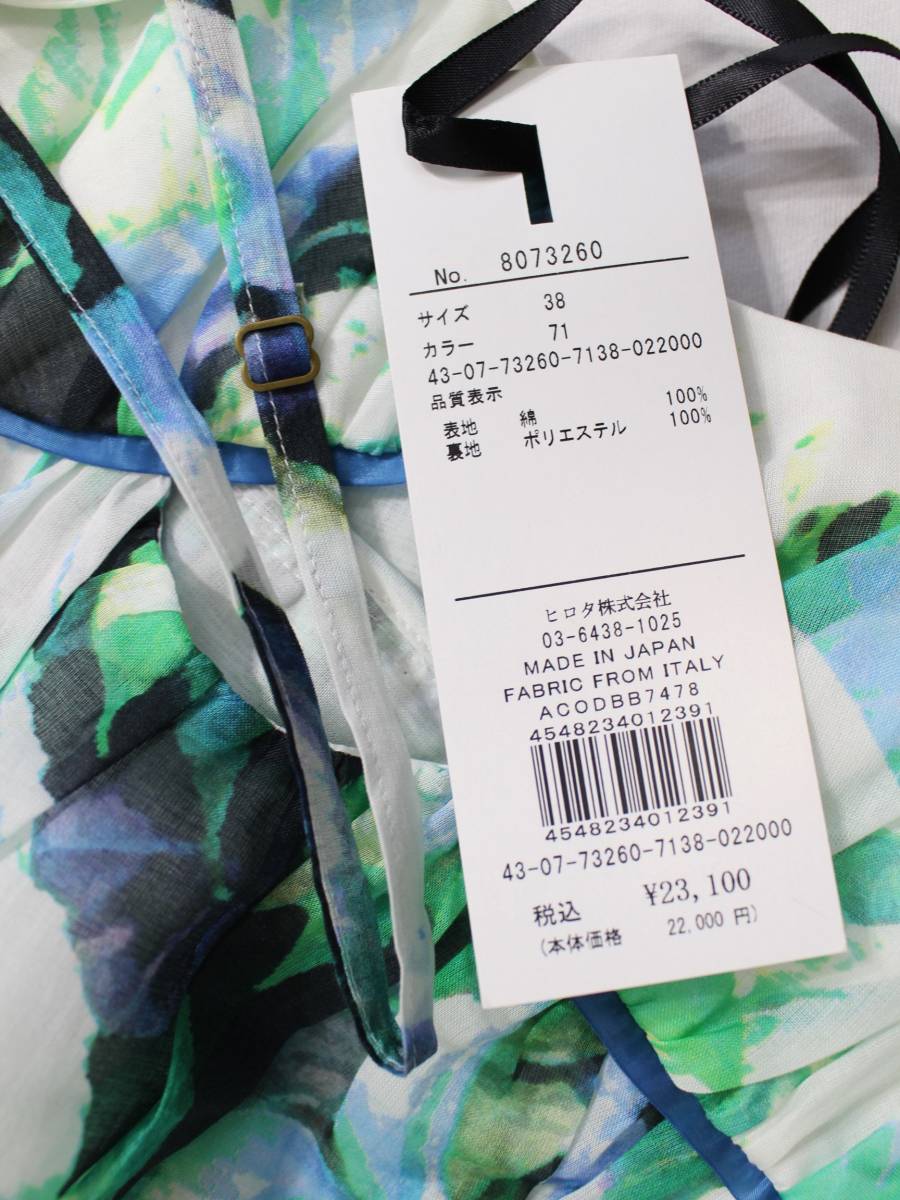 No. 8073260
サイズ 38
カラー 71
43-07-73260-7138-022000
品質表示
表地 綿 100%
裏地 ポリエステル 100%
ヒロタ株式会社
03-6438-1025
MADE IN JAPAN
FABRIC FROM ITALY
ACODBB7478
4548234012391
4548234012391
43-07-73260-7138-022000
税込 ¥23,100
(本体価格 22,000 円)